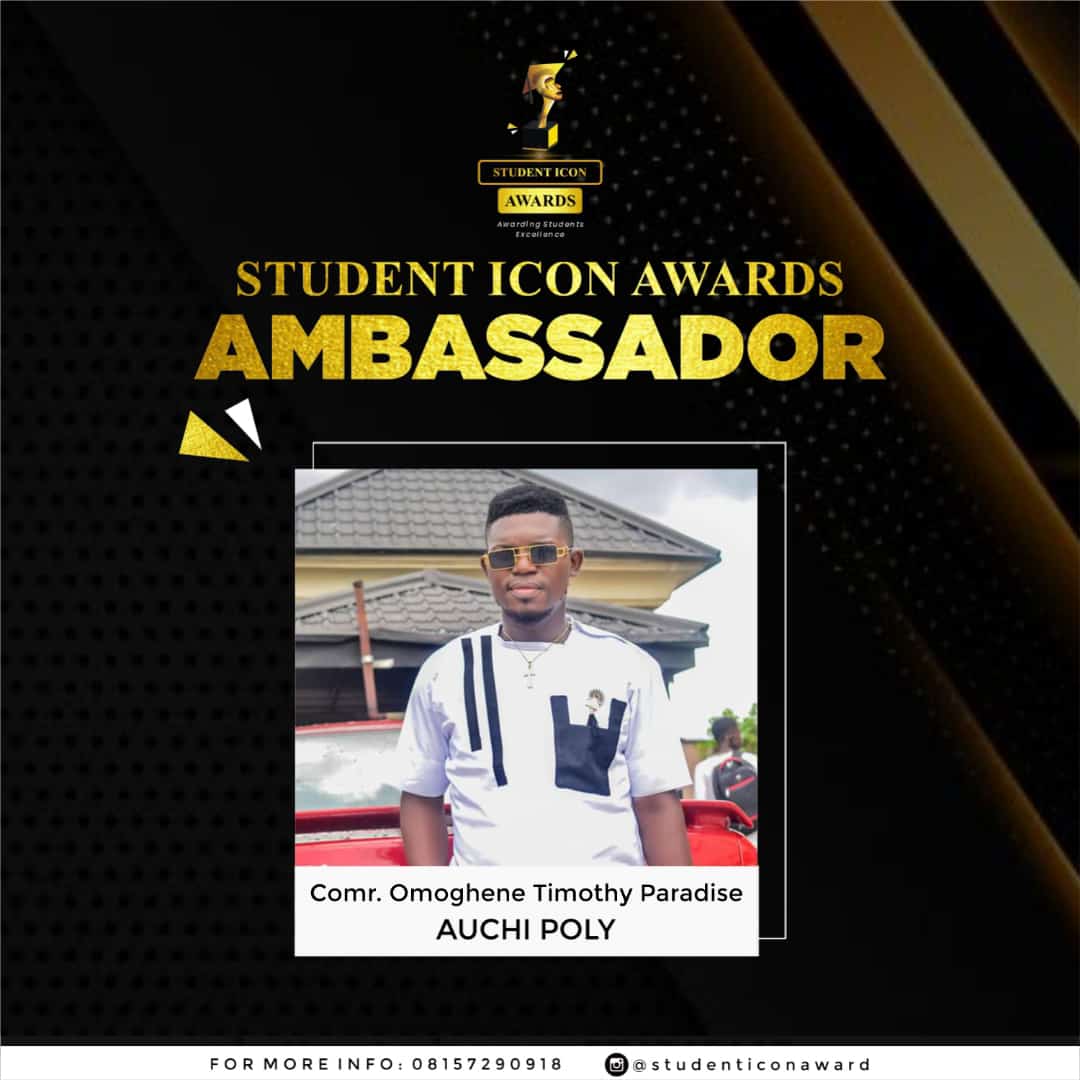 STUDENT ICON
AWARDS
Awarding Students
Excellence
STUDENT ICON AWARDS
AMBASSADOR
Comr. Omoghene Timothy Paradise
AUCHI POLY
FOR MORE INFO: 08157290918 @studenticonaward